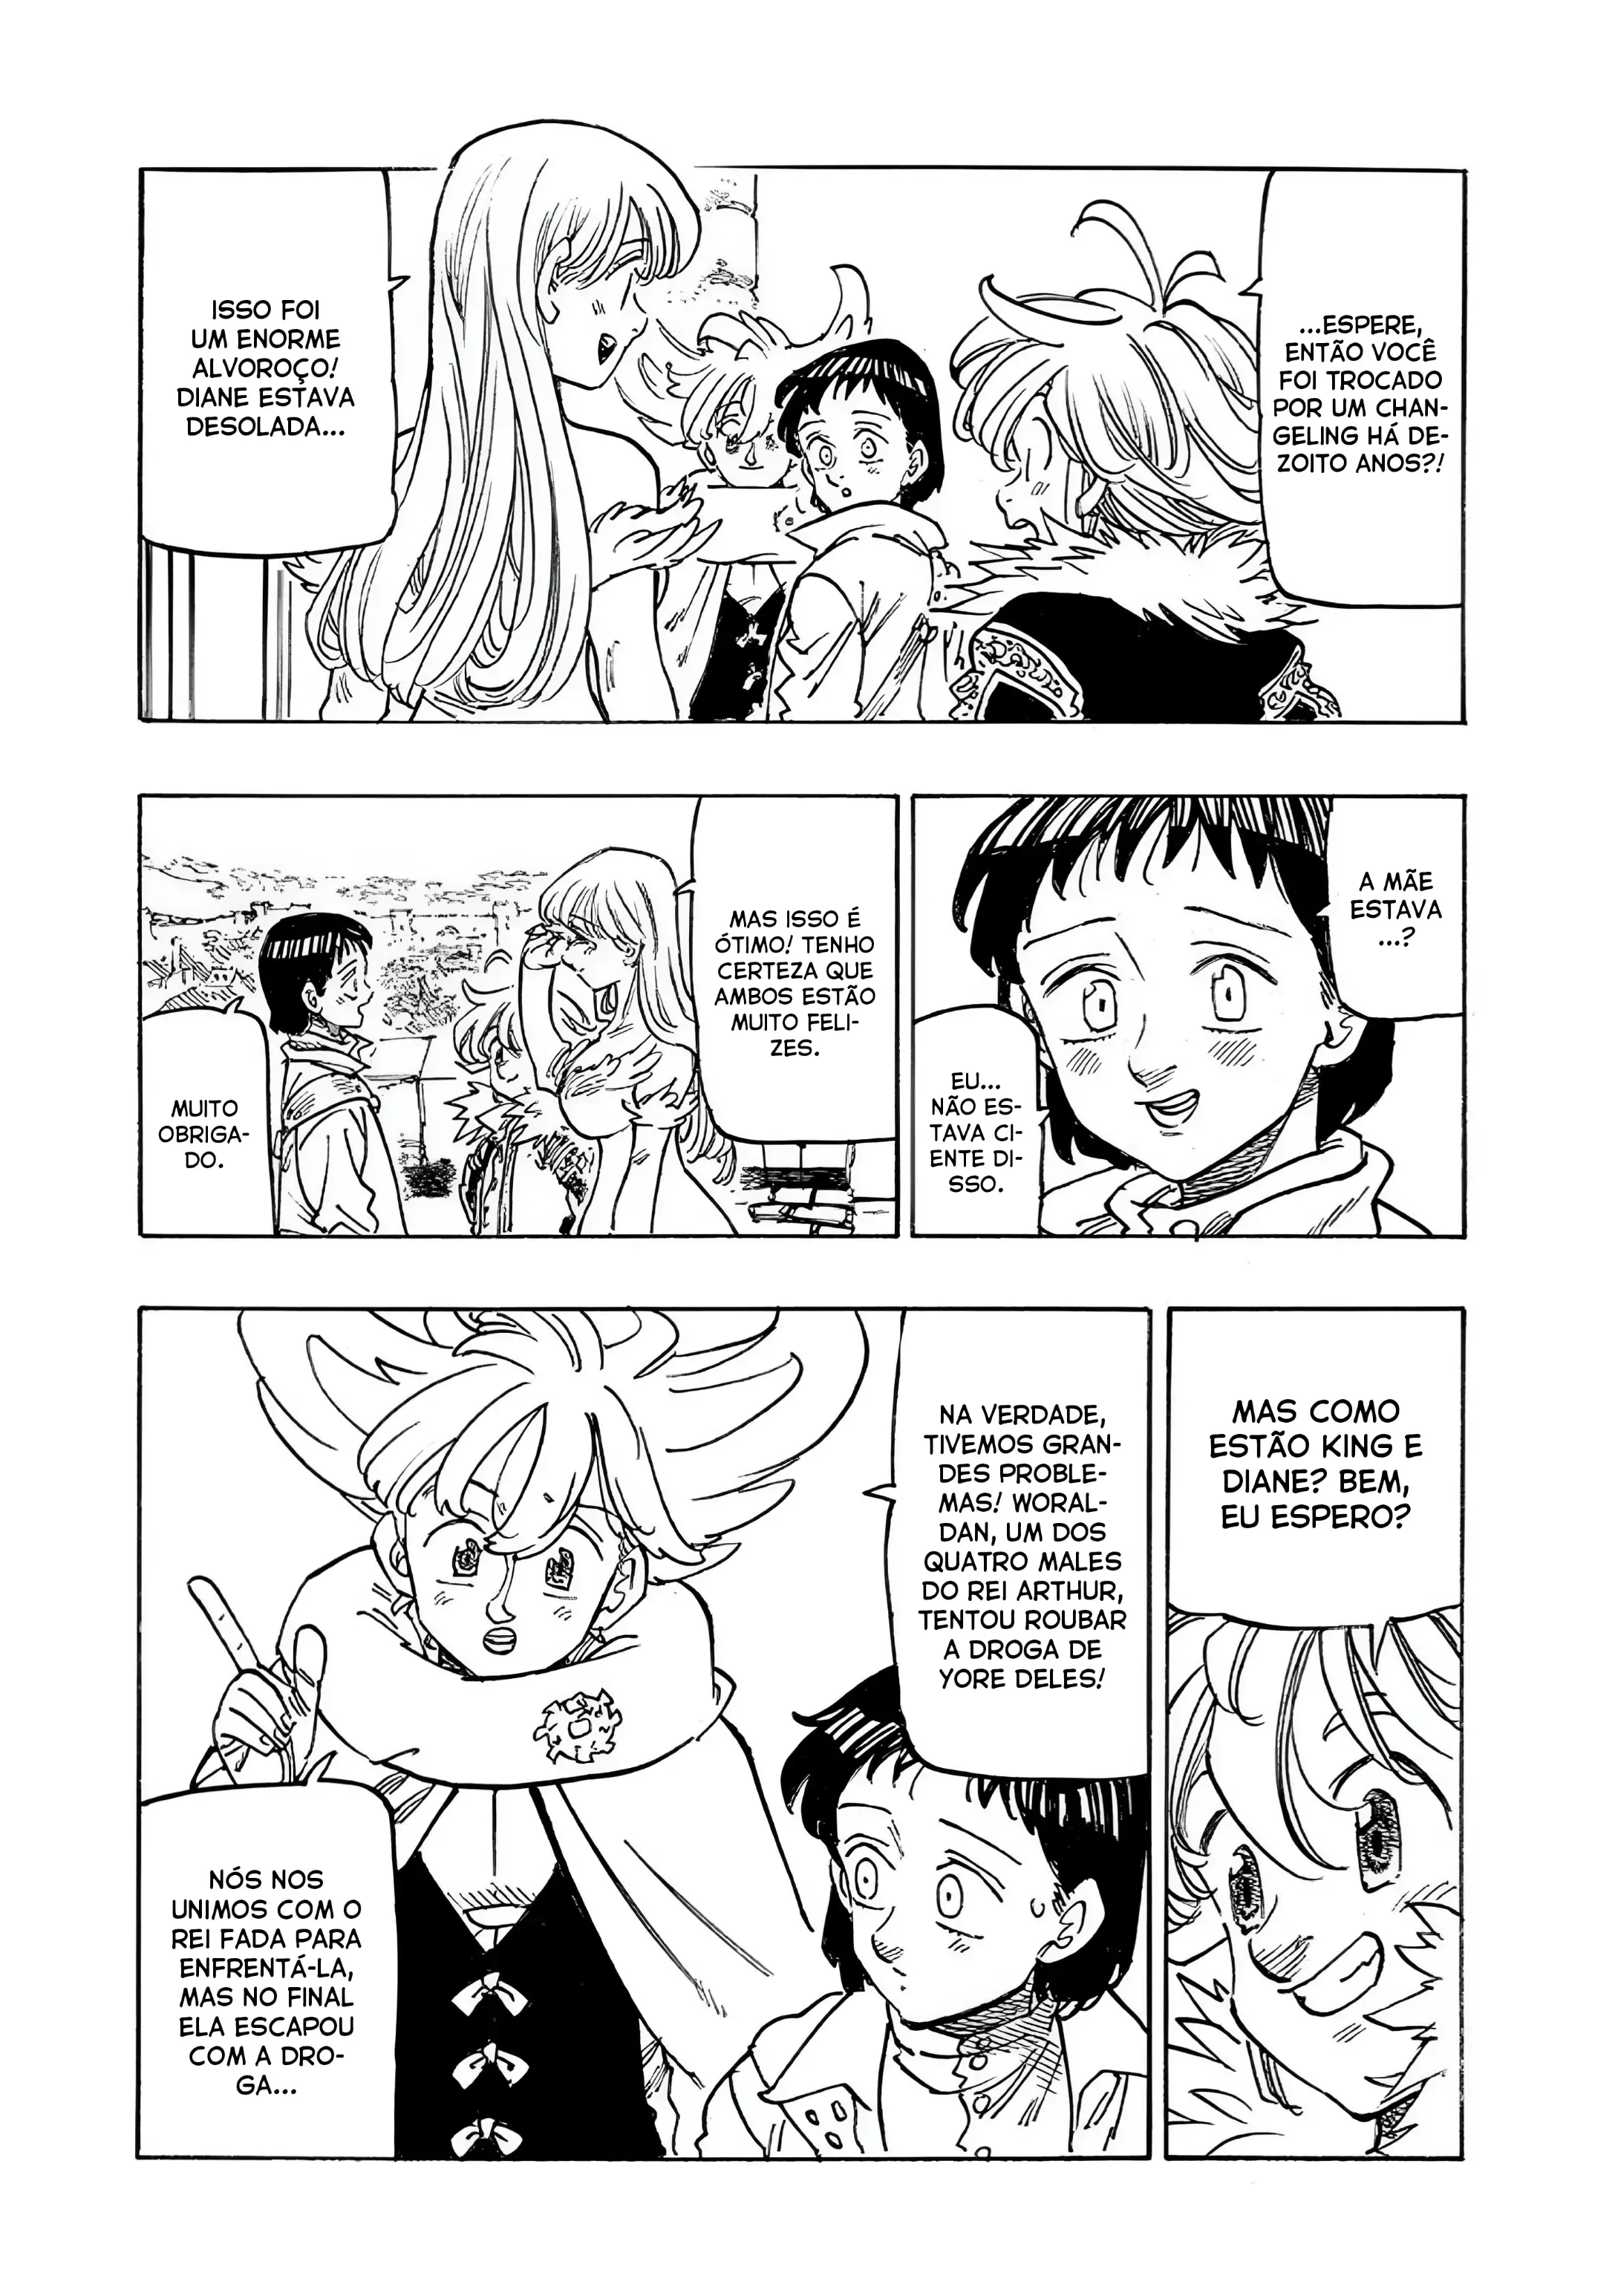 ...ESPERE,
ENTÃO VOCÊ
FOI TROCADO
POR UM CHAN-
GELING HÁ DE-
ZOITO ANOS?!
ISSO FOI
UM ENORME
ALVOROÇO!
DIANE ESTAVA
DESOLADA...
A MÃE
ESTAVA
...?
EU...
NÃO ES-
TAVA CI-
ENTE DI-
SSO.
MAS ISSO É
ÓTIMO! TENHO
CERTEZA QUE
AMBOS ESTÃO
MUITO FELI-
ZES.
MUITO
OBRIGA-
DO.
MAS COMO
ESTÃO KING E
DIANE? BEM,
EU ESPERO?
NA VERDADE,
TIVEMOS GRAN-
DES PROBLE-
MAS! WORAL-
DAN, UM DOS
QUATRO MALES
DO REI ARTHUR,
TENTOU ROUBAR
A DROGA DE
YORE DELES!
NÓS NOS
UNIMOS COM O
REI FADA PARA
ENFRENTÁ-LA,
MAS NO FINAL
ELA ESCAPOU
COM A DRO-
GA...